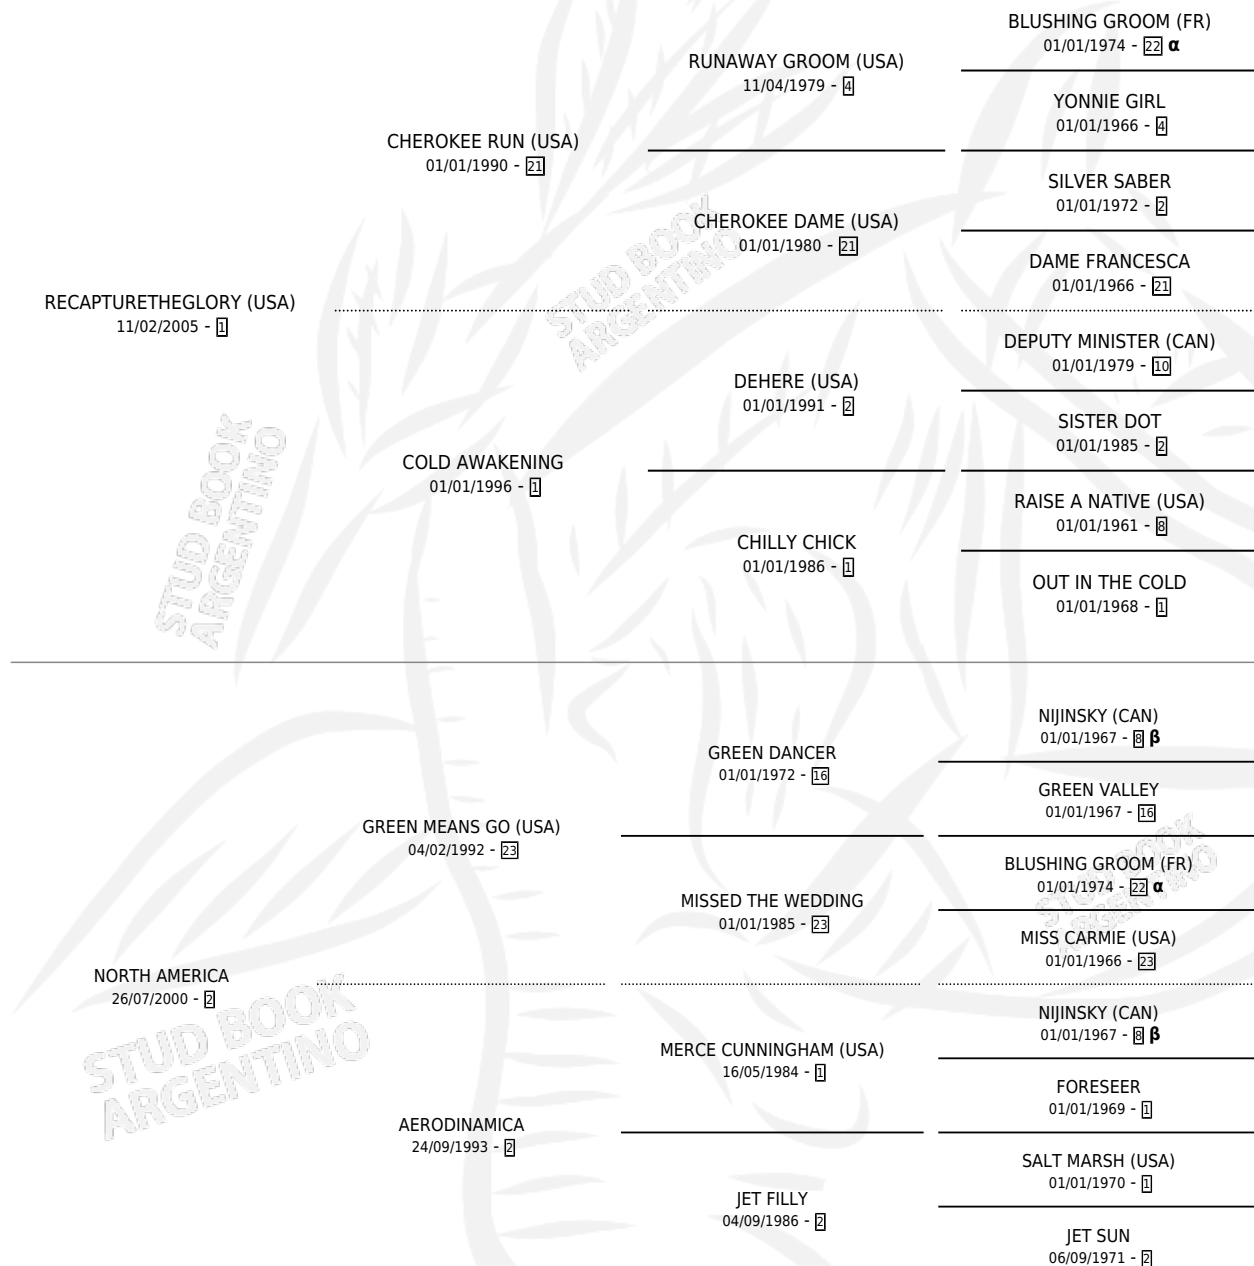 BLUSHING GROOM (FR)
01/01/1974 - 22 α
RUNAWAY GROOM (USA)
11/04/1979 - 4
YONNIE GIRL
01/01/1966 - 4
CHEROKEE RUN (USA)
01/01/1990 - 21
SILVER SABER
01/01/1972 - 2
CHEROKEE DAME (USA)
01/01/1980 - 21
DAME FRANCESCA
01/01/1966 - 21
RECAPTURETHEGLORY (USA)
11/02/2005 - 1
DEPUTY MINISTER (CAN)
01/01/1979 - 10
DEHERE (USA)
01/01/1991 - 2
SISTER DOT
01/01/1985 - 2
COLD AWAKENING
01/01/1996 - 1
RAISE A NATIVE (USA)
01/01/1961 - 8
CHILLY CHICK
01/01/1986 - 1
OUT IN THE COLD
01/01/1968 - 1
NIJINSKY (CAN)
01/01/1967 - 8 β
GREEN DANCER
01/01/1972 - 16
GREEN VALLEY
01/01/1967 - 16
GREEN MEANS GO (USA)
04/02/1992 - 23
BLUSHING GROOM (FR)
01/01/1974 - 22 α
MISSED THE WEDDING
01/01/1985 - 23
MISS CARMIE (USA)
01/01/1966 - 23
NORTH AMERICA
26/07/2000 - 2
NIJINSKY (CAN)
01/01/1967 - 8 β
MERCE CUNNINGHAM (USA)
16/05/1984 - 1
FORESEER
01/01/1969 - 1
AERODINAMICA
24/09/1993 - 2
SALT MARSH (USA)
01/01/1970 - 1
JET FILLY
04/09/1986 - 2
JET SUN
06/09/1971 - 2
STUD BOOK
ARGENTINO
STUD BOOK
ARGENTINO
STUD BOOK
ARGENTINO
STUD BOOK
ARGENTINO